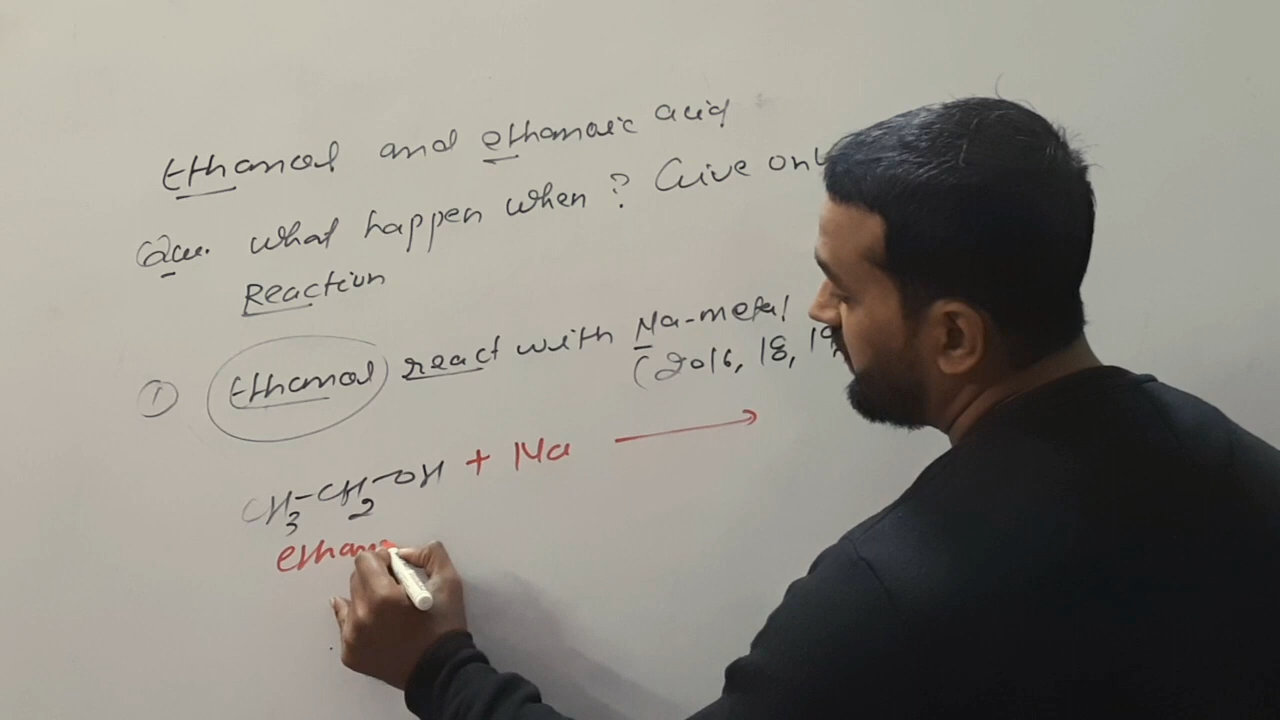 Ethanol and ethanoic acid
Que. What happen when? Give only
Reaction
① Ethanol react with Na-metal
(2016, 18, 19,
CH3-CH2-OH + Na ⟶
ethan